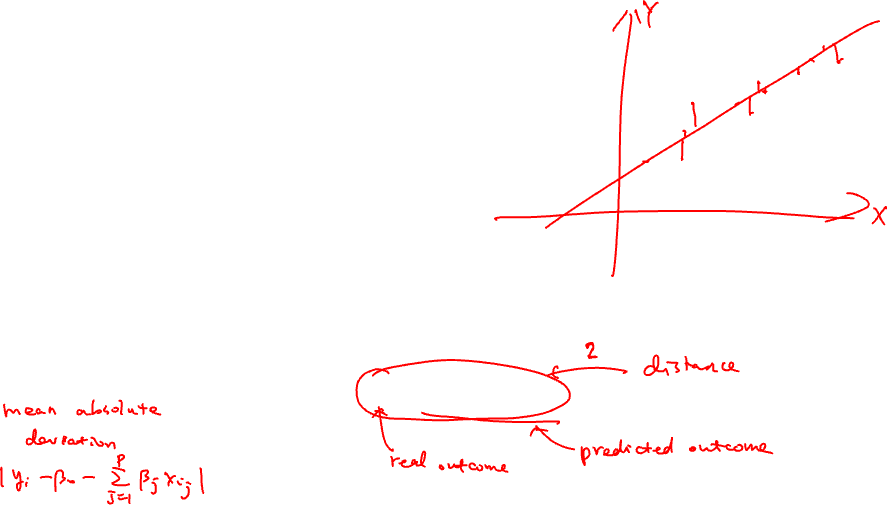 Y
X
2
distance
mean absolute
deviation
real outcome
predicted outcome
| yᵢ - β₀ - Σ_{j=1}^{p} βⱼ xᵢⱼ |